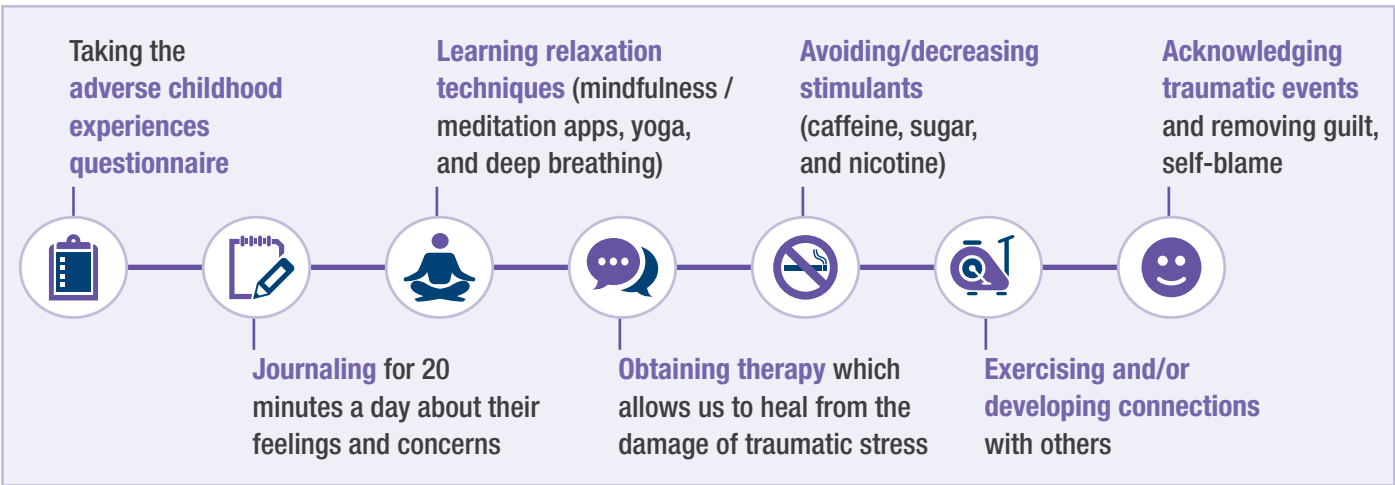 Taking the
adverse childhood
experiences
questionnaire
Journaling for 20
minutes a day about their
feelings and concerns
Learning relaxation
techniques (mindfulness /
meditation apps, yoga,
and deep breathing)
Obtaining therapy which
allows us to heal from the
damage of traumatic stress
Avoiding/decreasing
stimulants
(caffeine, sugar,
and nicotine)
Exercising and/or
developing connections
with others
Acknowledging
traumatic events
and removing guilt,
self-blame